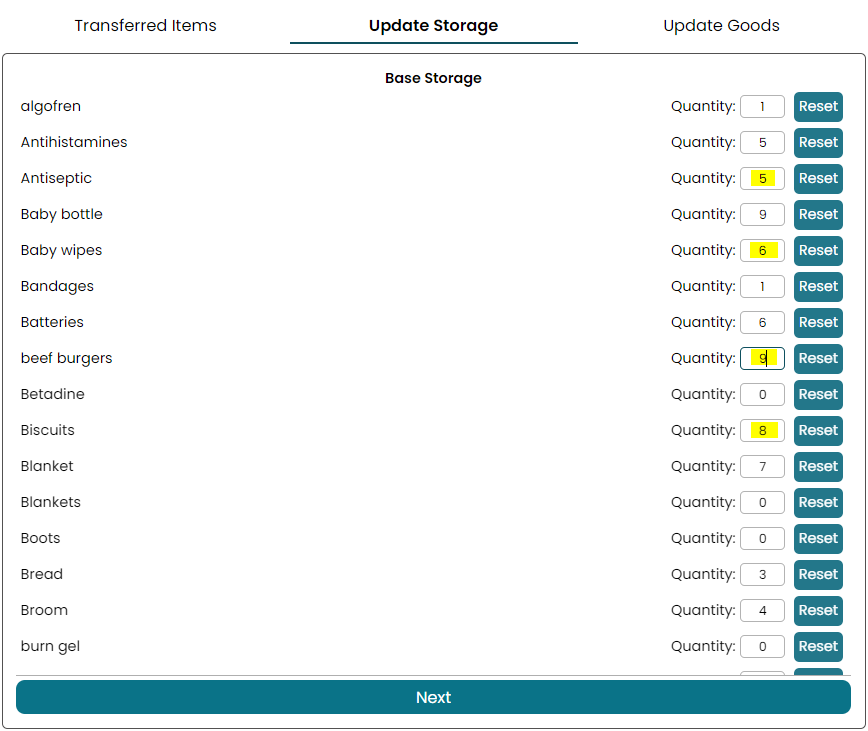 Transferred Items Update Storage Update Goods
Base Storage
algofren Quantity: 1 Reset
Antihistamines Quantity: 5 Reset
Antiseptic Quantity: 5 Reset
Baby bottle Quantity: 9 Reset
Baby wipes Quantity: 6 Reset
Bandages Quantity: 1 Reset
Batteries Quantity: 6 Reset
beef burgers Quantity: 9 Reset
Betadine Quantity: 0 Reset
Biscuits Quantity: 8 Reset
Blanket Quantity: 7 Reset
Blankets Quantity: 0 Reset
Boots Quantity: 0 Reset
Bread Quantity: 3 Reset
Broom Quantity: 4 Reset
burn gel Quantity: 0 Reset
Next